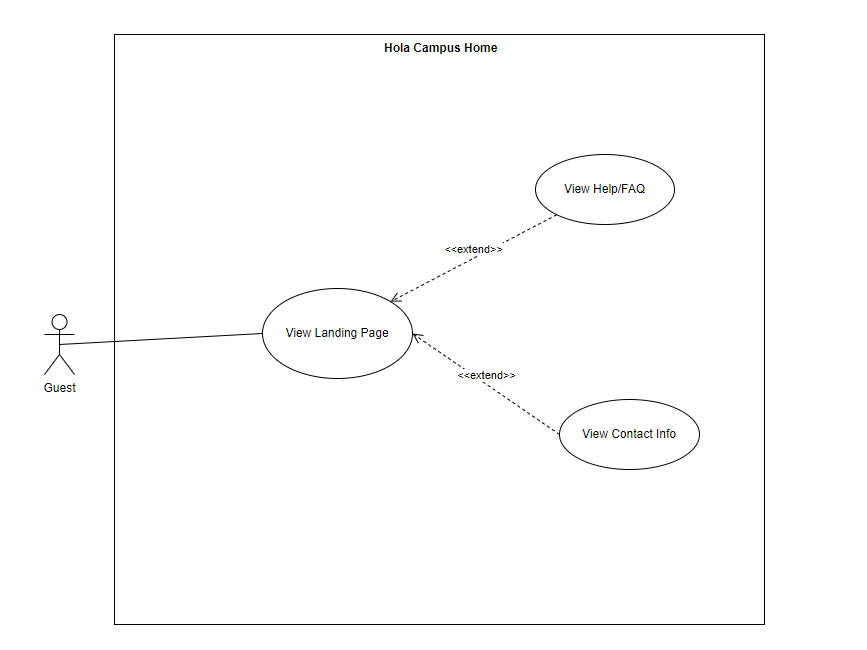 Hola Campus Home
View Help/FAQ
<<extend>>
View Landing Page
<<extend>>
Guest
View Contact Info